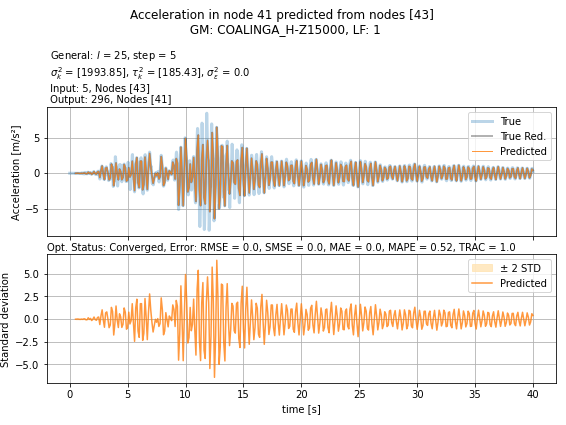 Acceleration in node 41 predicted from nodes [43]
GM: COALINGA_H-Z15000, LF: 1
General: l = 25, step = 5
σ²ₖ = [1993.85], τ²ₖ = [185.43], σ²ε = 0.0
Input: 5, Nodes [43]
Output: 296, Nodes [41]
Acceleration [m/s²]
5
0
−5
True
True Red.
Predicted
Opt. Status: Converged, Error: RMSE = 0.0, SMSE = 0.0, MAE = 0.0, MAPE = 0.52, TRAC = 1.0
Standard deviation
5.0
2.5
0.0
−2.5
−5.0
± 2 STD
Predicted
0 5 10 15 20 25 30 35 40
time [s]